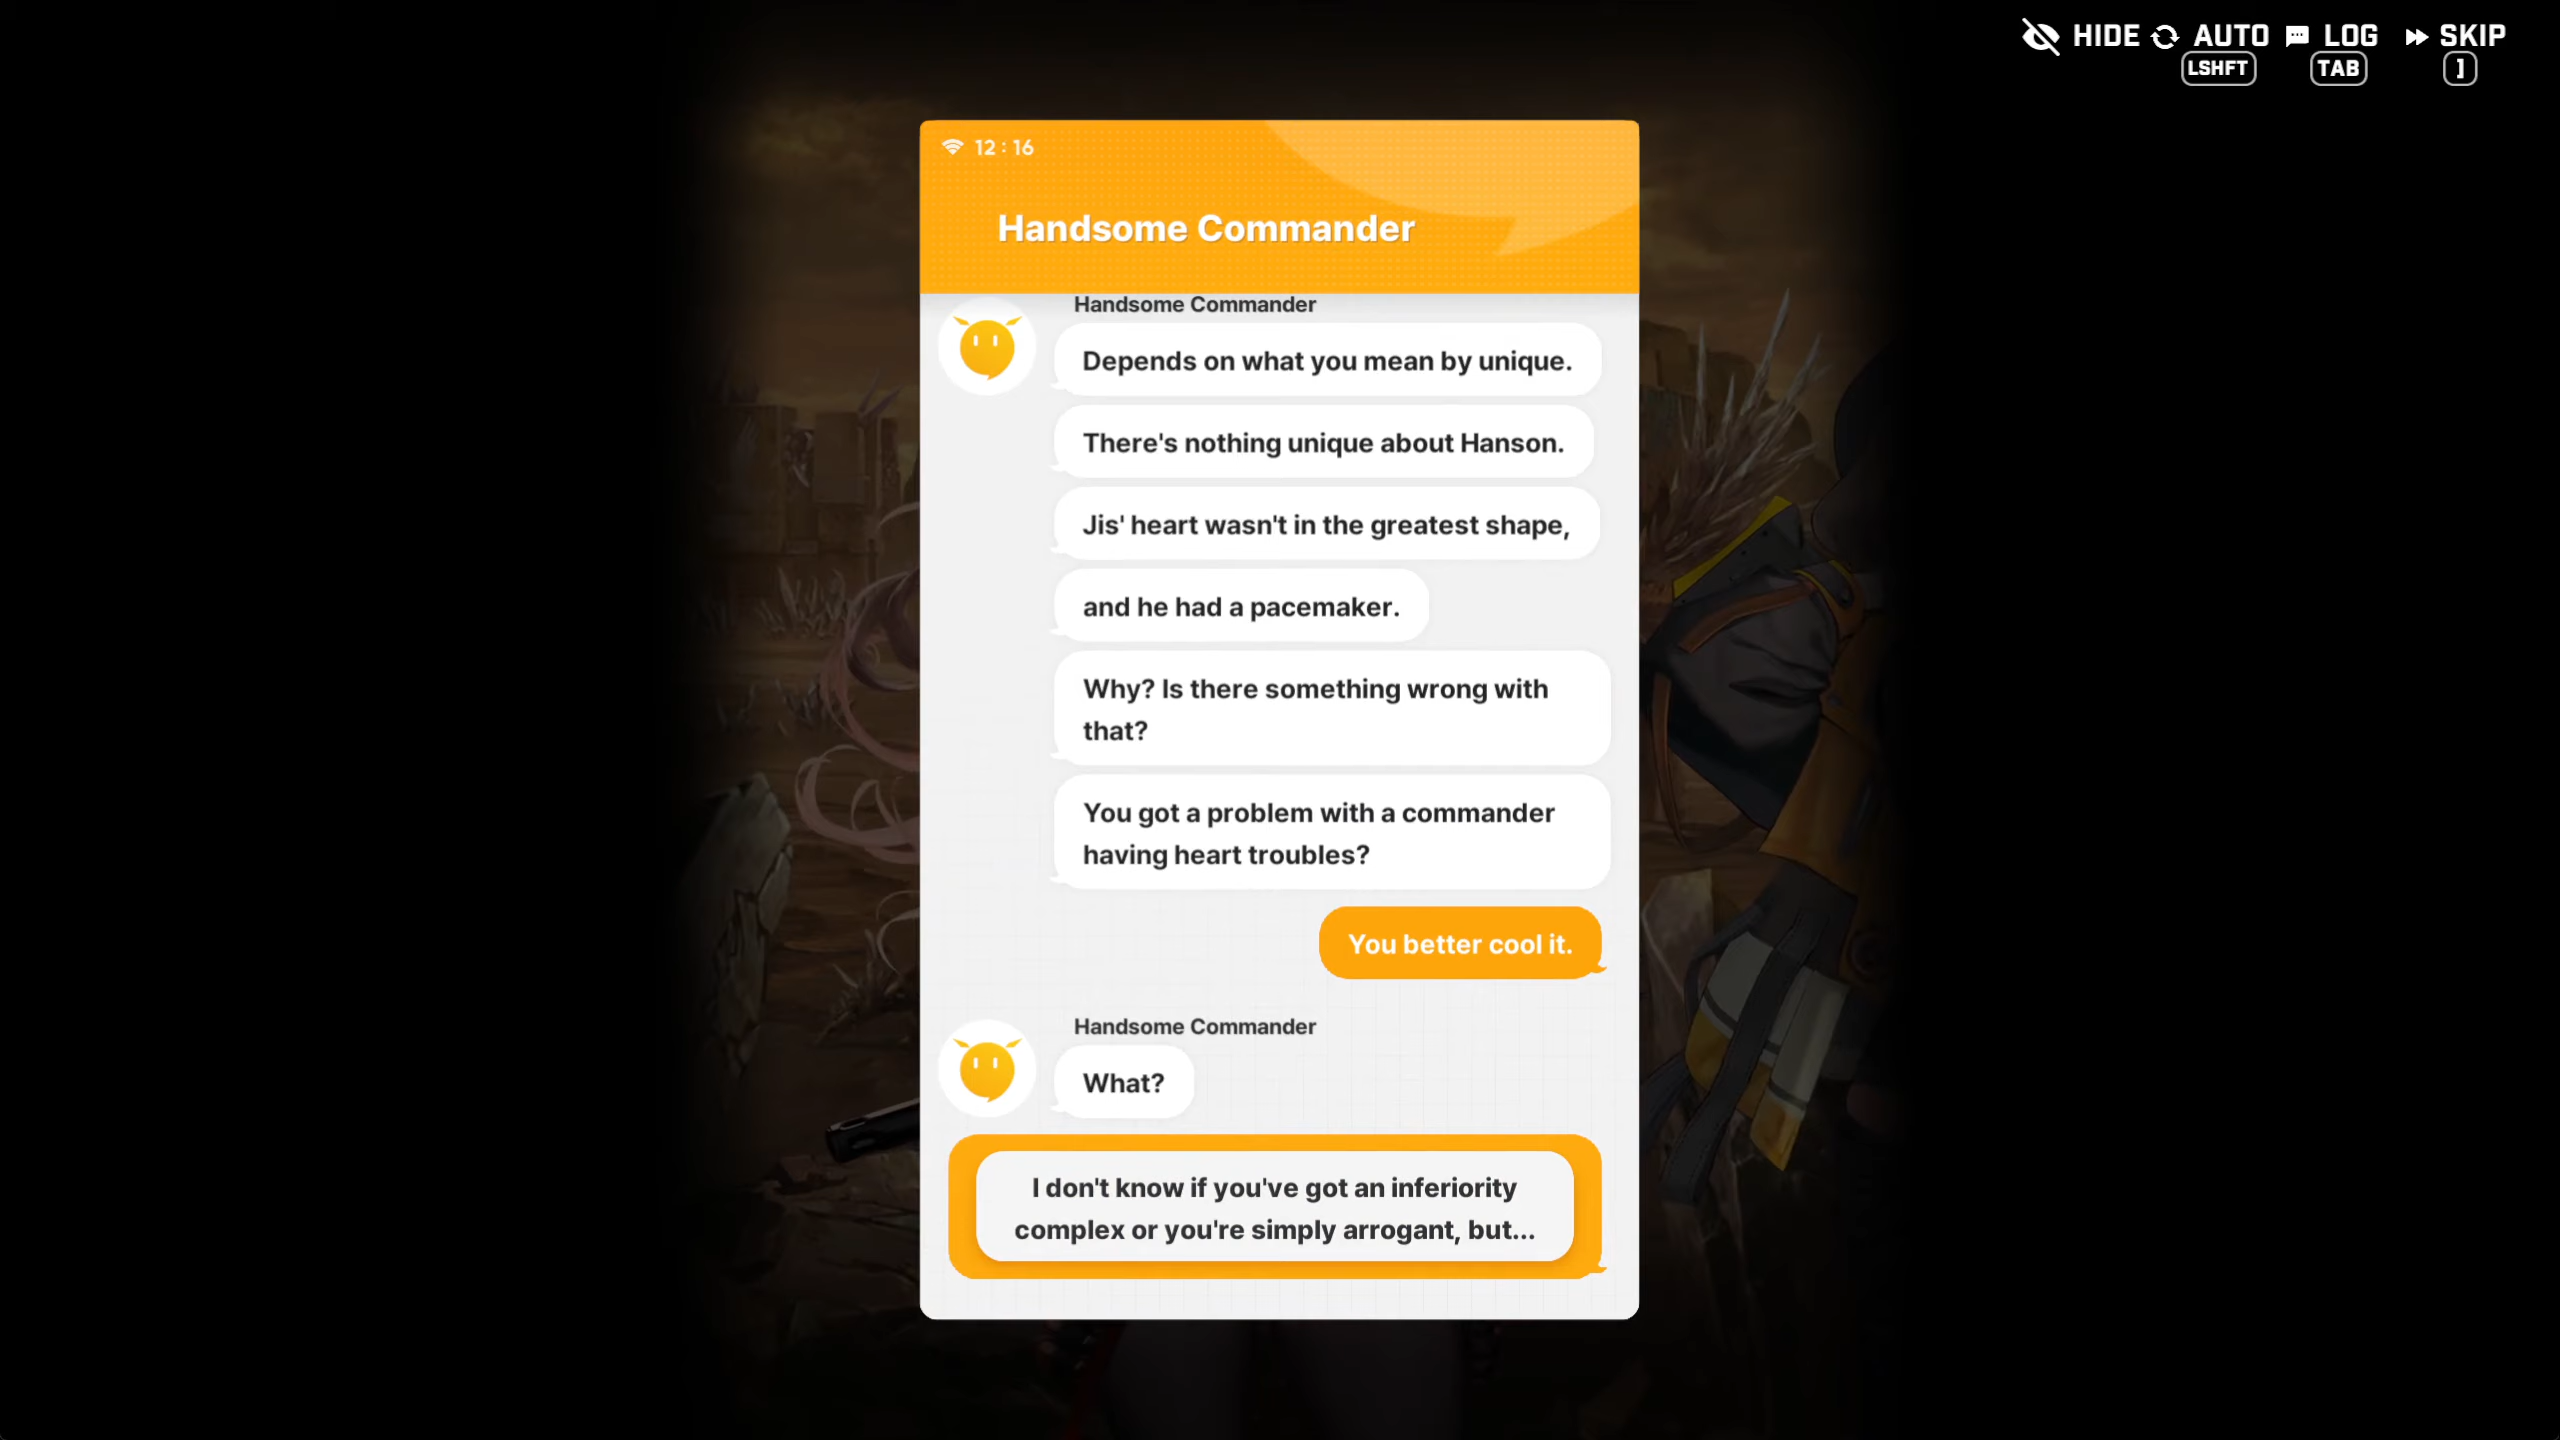 HIDE AUTO LOG SKIP
LSHFT TAB ]
12 : 16
Handsome Commander
Handsome Commander
Depends on what you mean by unique.
There's nothing unique about Hanson.
Jis' heart wasn't in the greatest shape,
and he had a pacemaker.
Why? Is there something wrong with
that?
You got a problem with a commander
having heart troubles?
You better cool it.
Handsome Commander
What?
I don't know if you've got an inferiority
complex or you're simply arrogant, but...